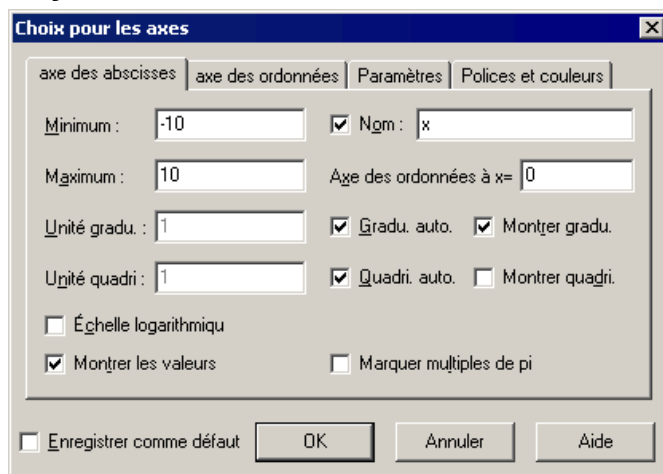 Choix pour les axes
axe des abscisses axe des ordonnées Paramètres Polices et couleurs
Minimum : -10 Nom : x
Maximum : 10 Axe des ordonnées à x= 0
Unité gradu. : 1 Gradu. auto. Montrer gradu.
Unité quadri : 1 Quadri. auto. Montrer quadri.
Échelle logarithmiqu
Montrer les valeurs Marquer multiples de pi
Enregistrer comme défaut OK Annuler Aide